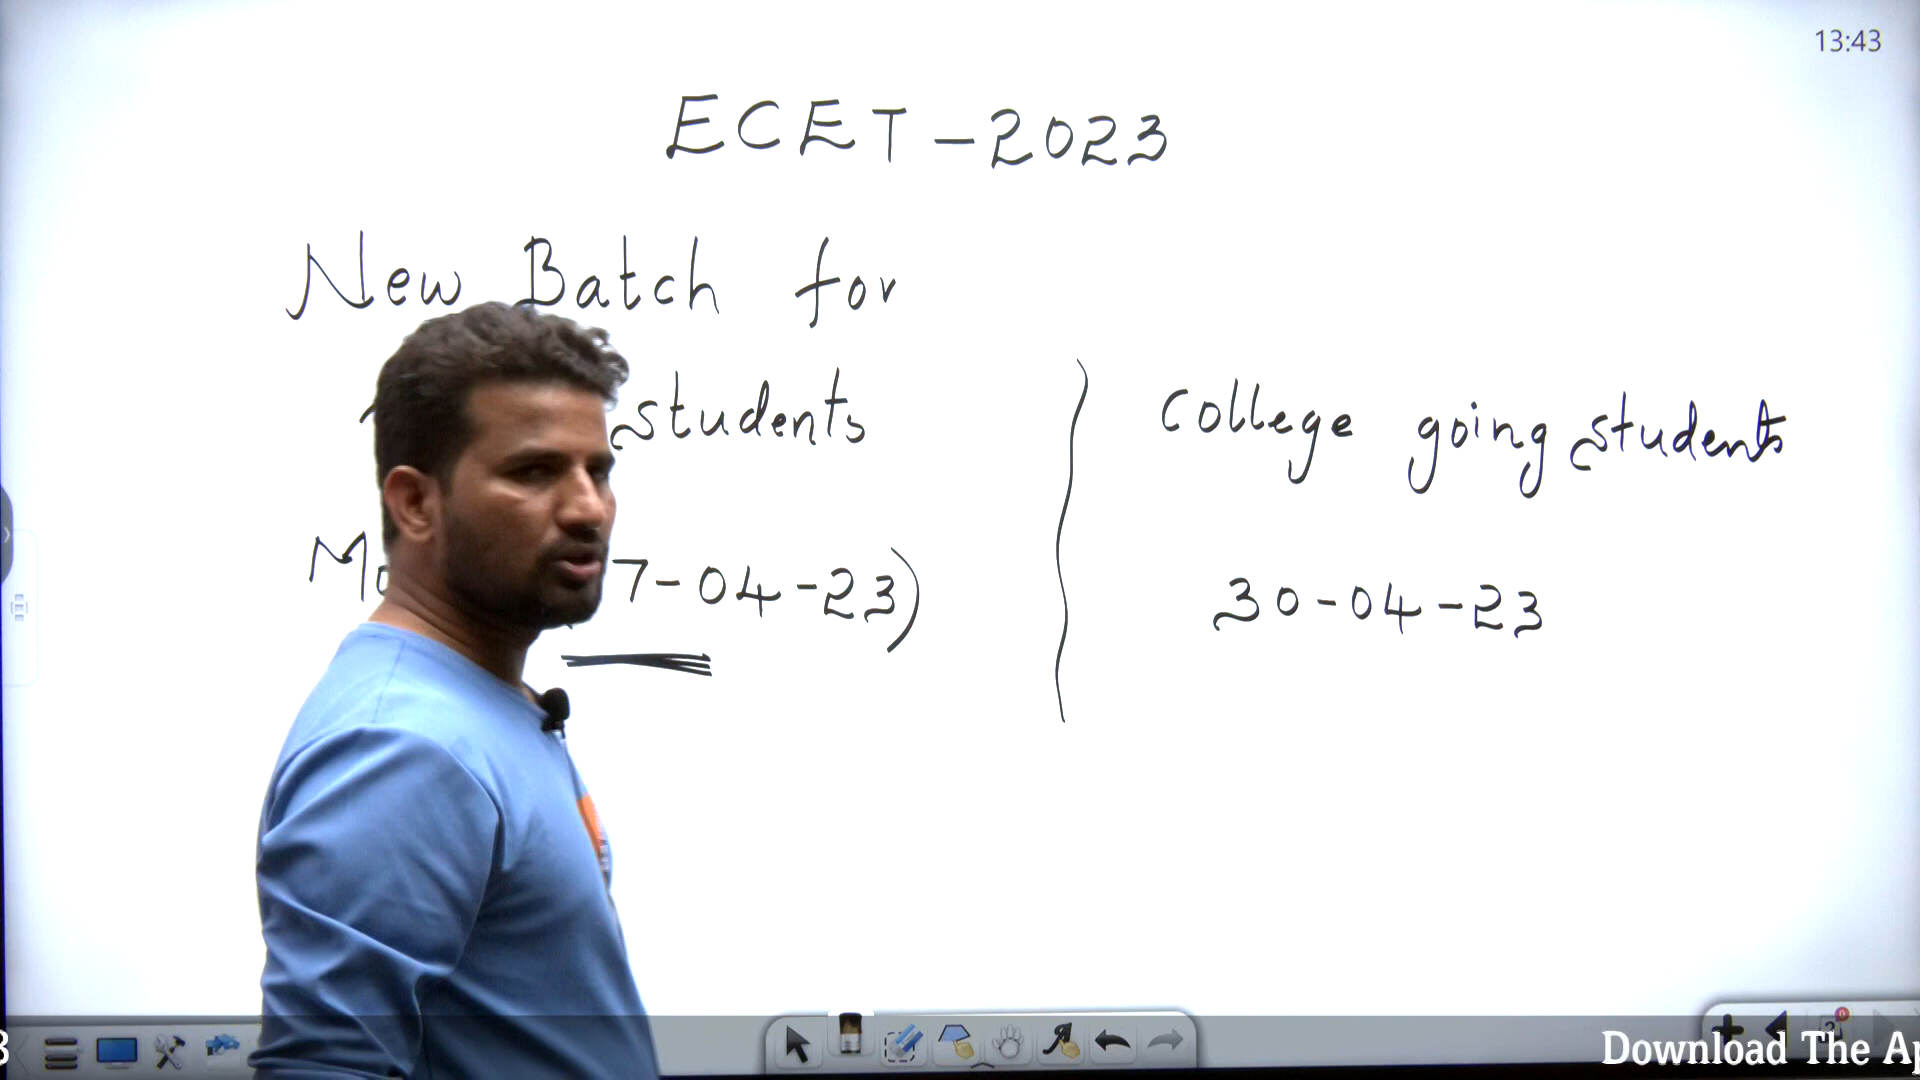 13:43
ECET-2023
New Batch for
students
7-04-23)
College going students
30-04-23
Download The